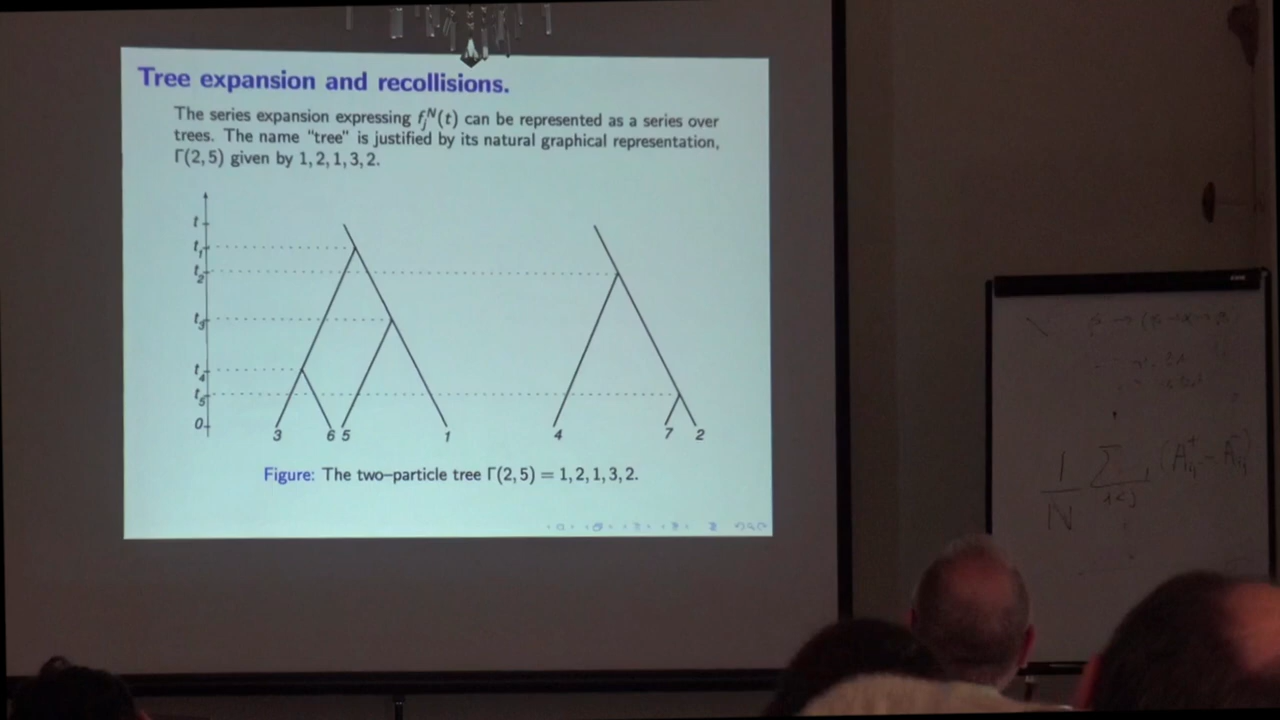 Tree expansion and recollisions.
The series expansion expressing f_j^N(t) can be represented as a series over
trees. The name "tree" is justified by its natural graphical representation,
Γ(2, 5) given by 1, 2, 1, 3, 2.
t
t₁
t₂
t₃
t₄
t₅
0
3 6 5 1 4 7 2
Figure: The two–particle tree Γ(2, 5) = 1, 2, 1, 3, 2.
1
N
Σ
i<j